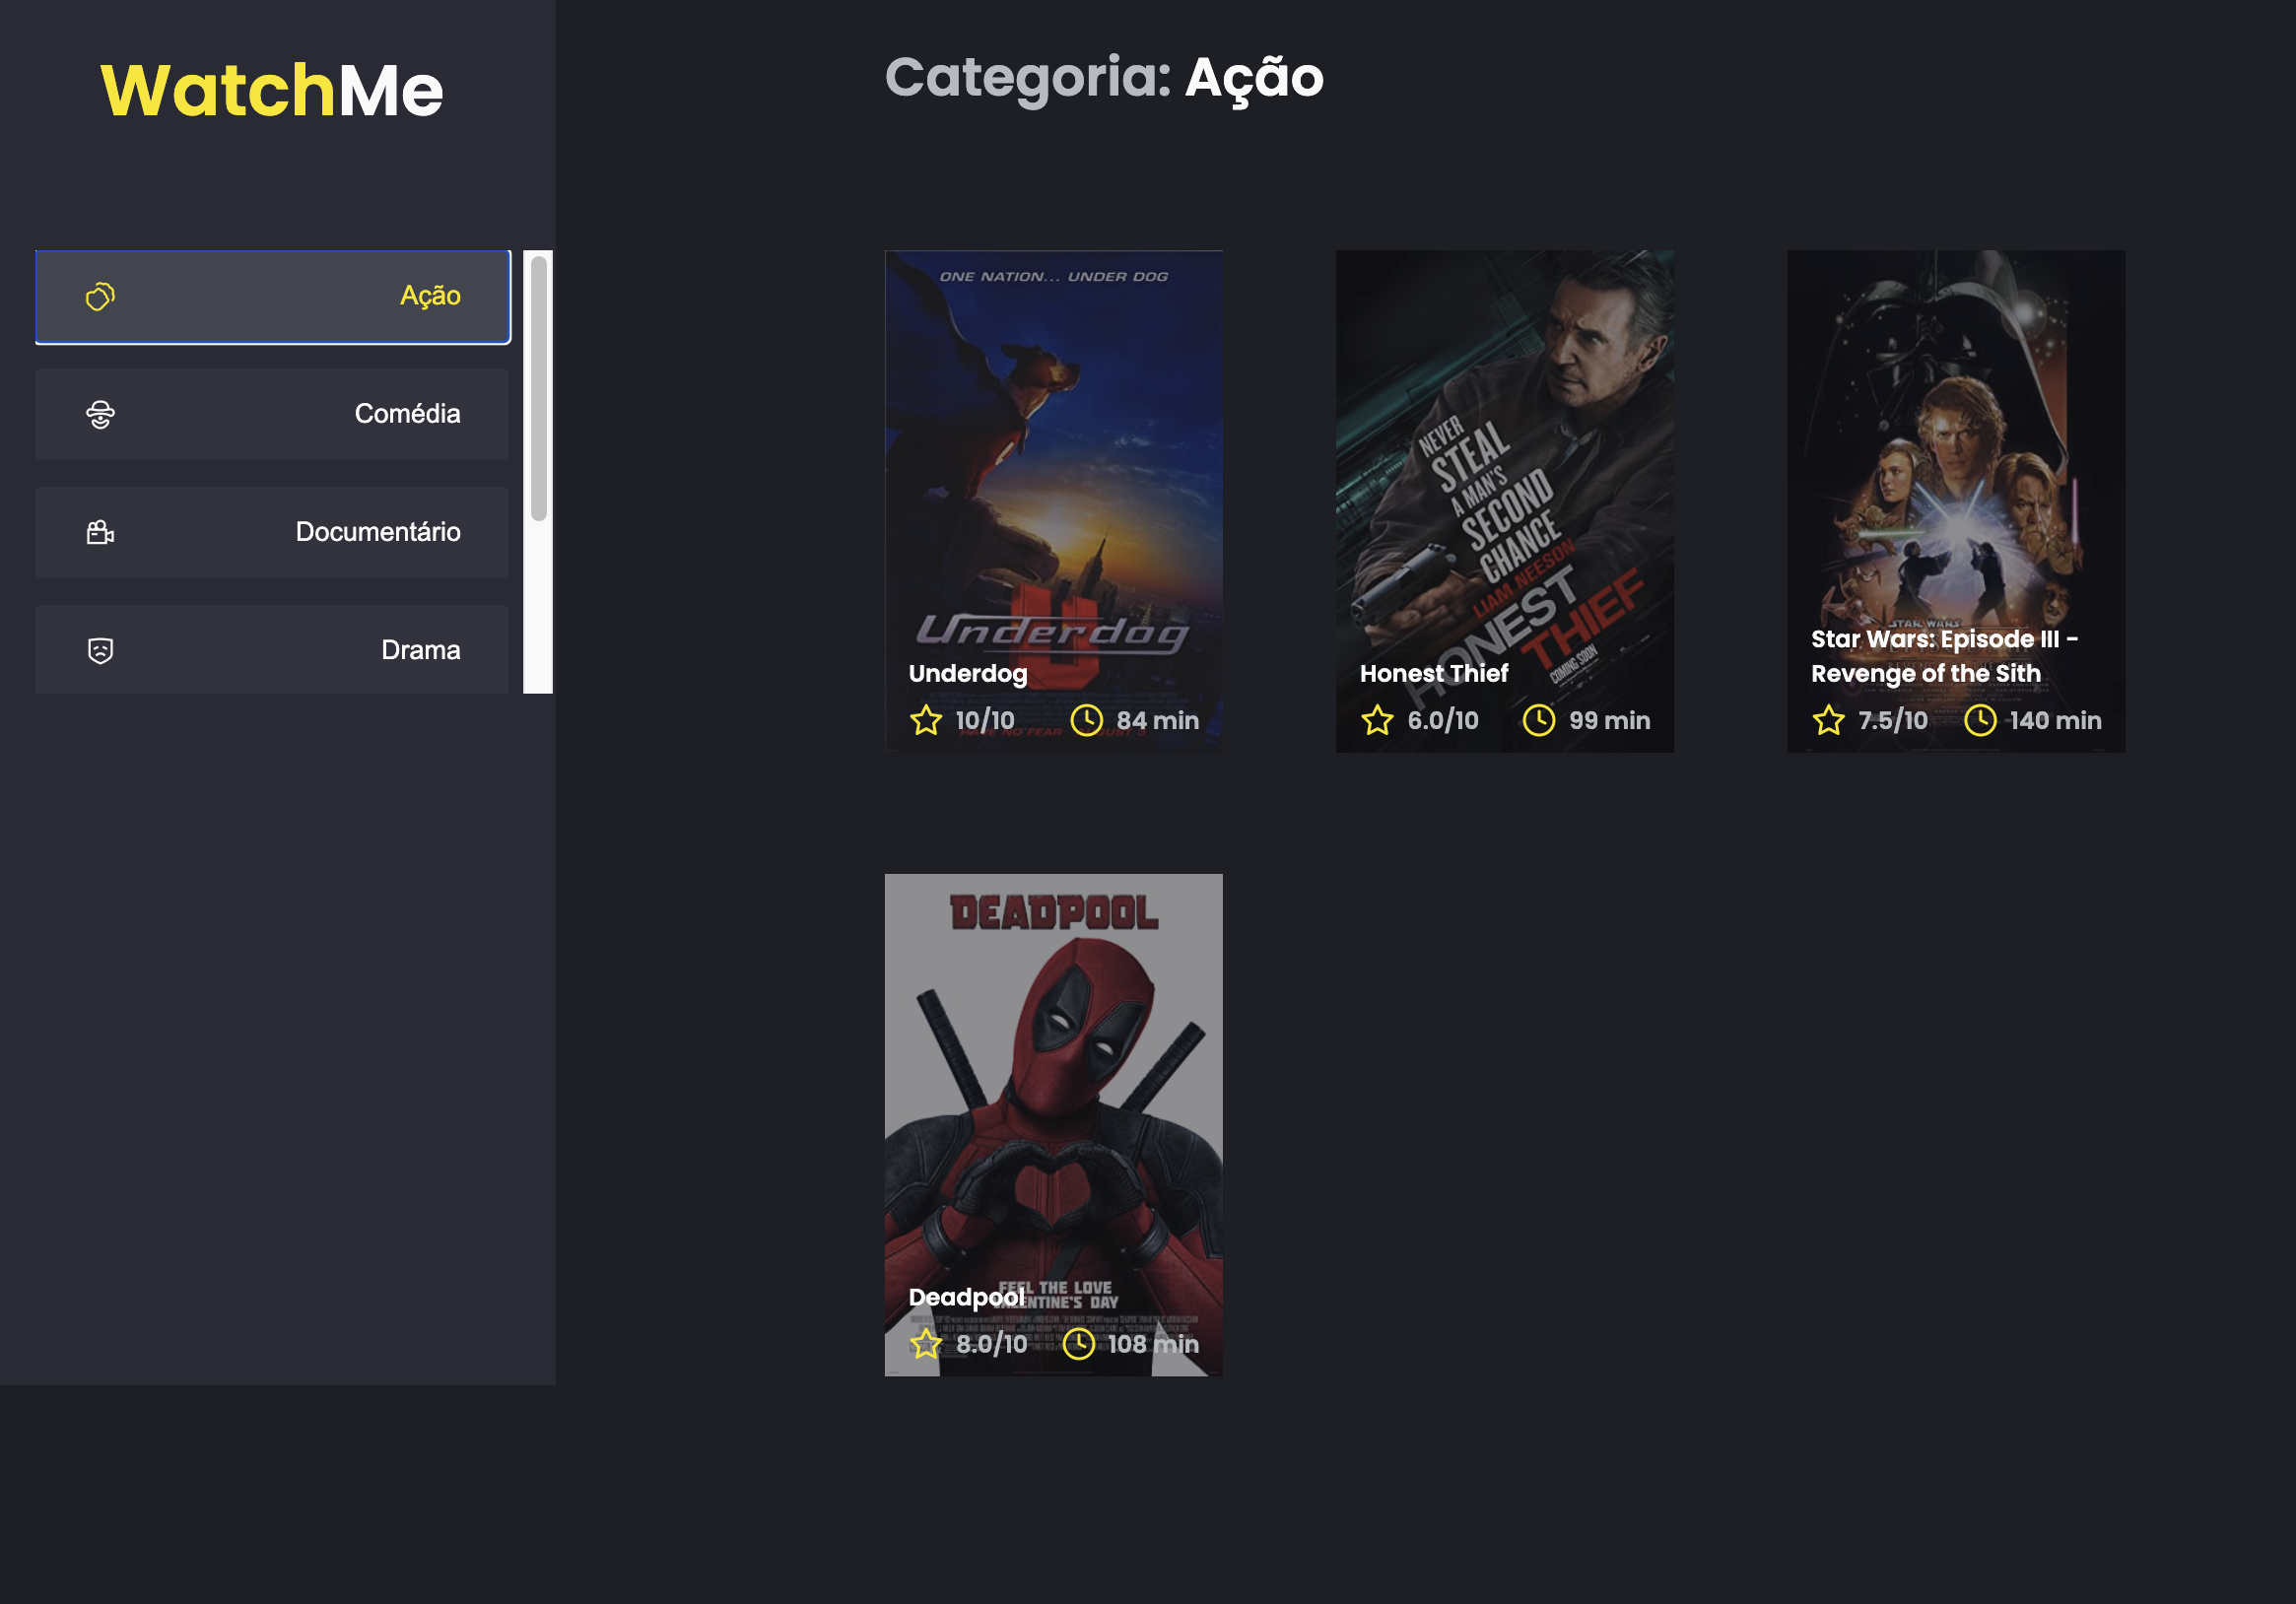 WatchMe
Ação
Comédia
Documentário
Drama
Categoria: Ação
ONE NATION... UNDER DOG
Underdog
Underdog
10/10 84 min
HAVE NO FEAR
NEVER
STEAL
A MAN'S
SECOND
CHANCE
LIAM NEESON
HONEST
THIEF
COMING SOON
Honest Thief
6.0/10 99 min
STAR WARS
Star Wars: Episode III -
Revenge of the Sith
7.5/10 140 min
DEADPOOL
FEEL THE LOVE
DAY
Deadpool
8.0/10 108 min